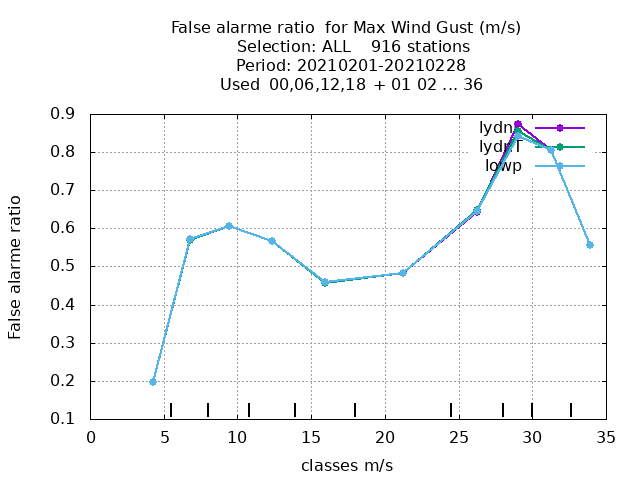 False alarme ratio  for Max Wind Gust (m/s)
Selection: ALL    916 stations
Period: 20210201-20210228
Used  00,06,12,18  + 01 02 ... 36
0.9
0.8
0.7
0.6
0.5
0.4
0.3
0.2
0.1
False alarme ratio
lydn
lydnT
lowp
0 5 10 15 20 25 30 35
classes m/s